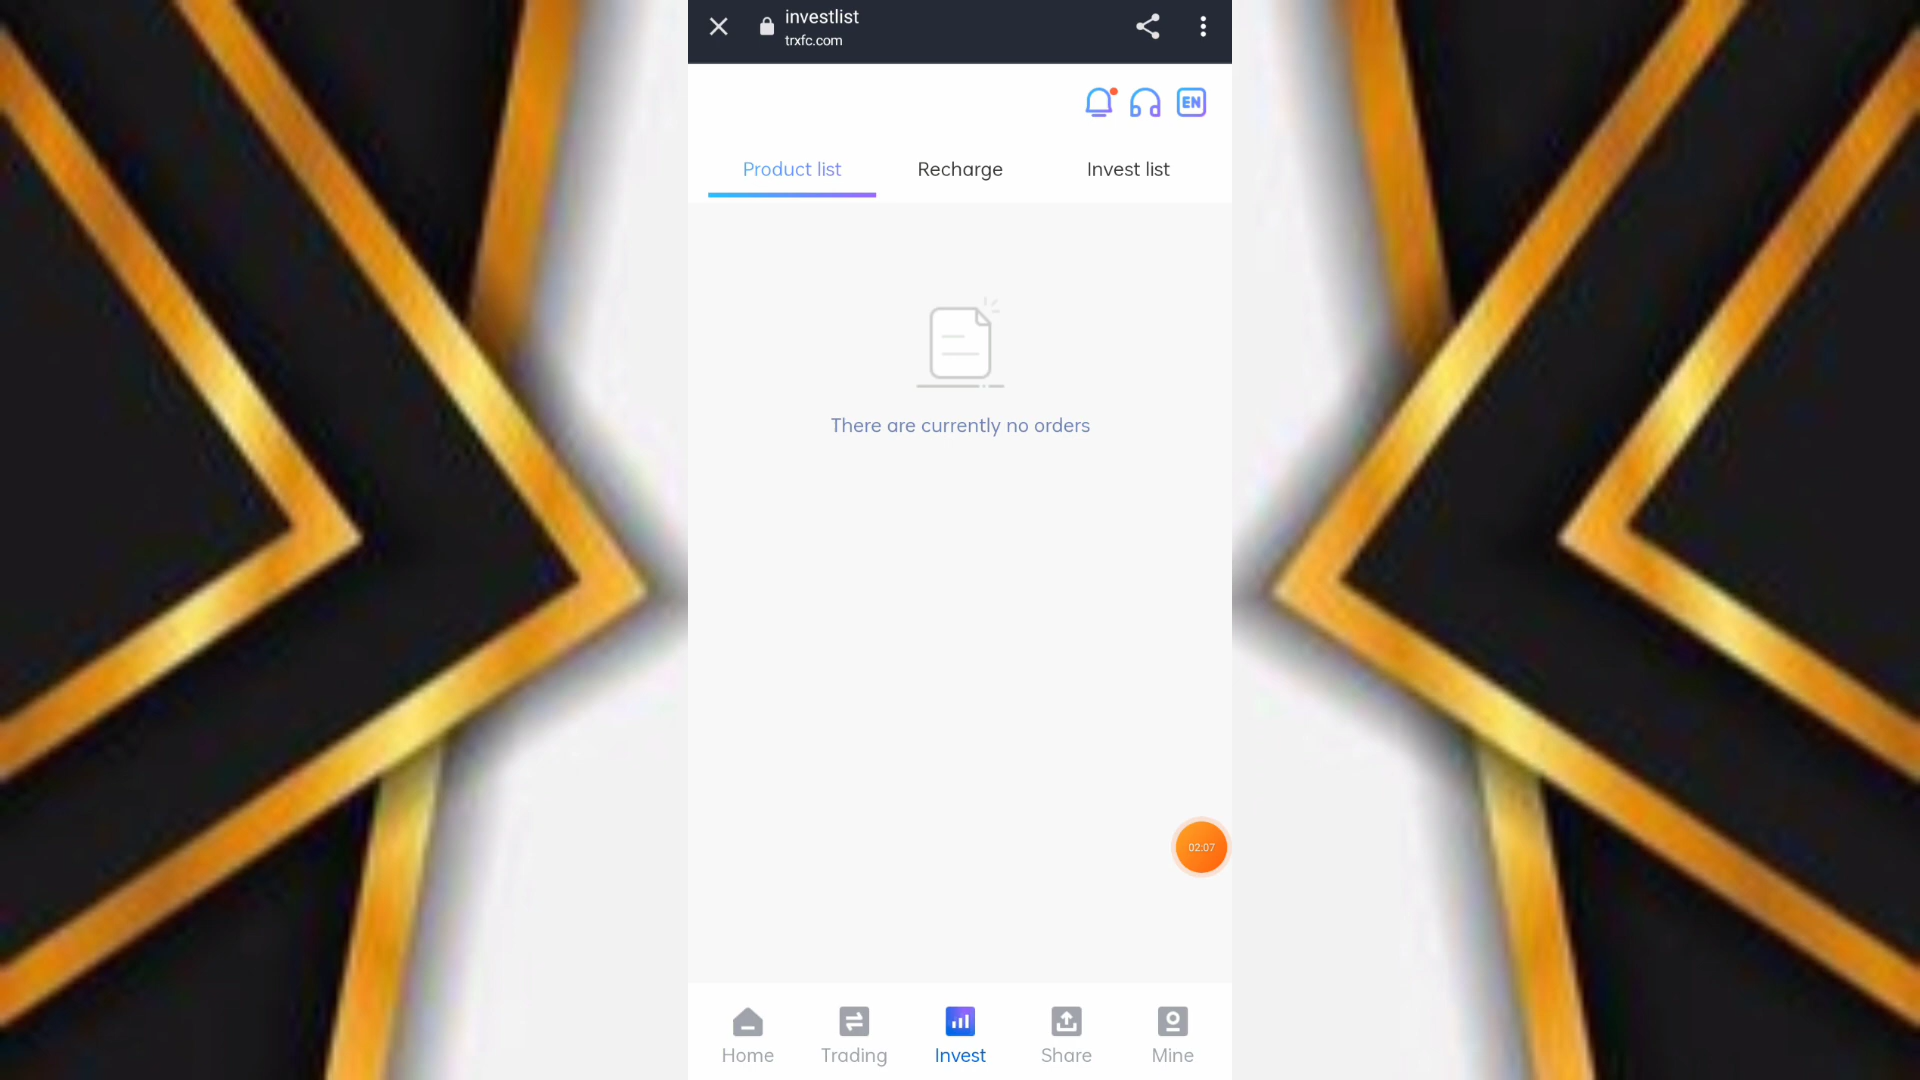 investlist
trxfc.com
EN
Product list
Recharge
Invest list
There are currently no orders
02:07
Home
Trading
Invest
Share
Mine